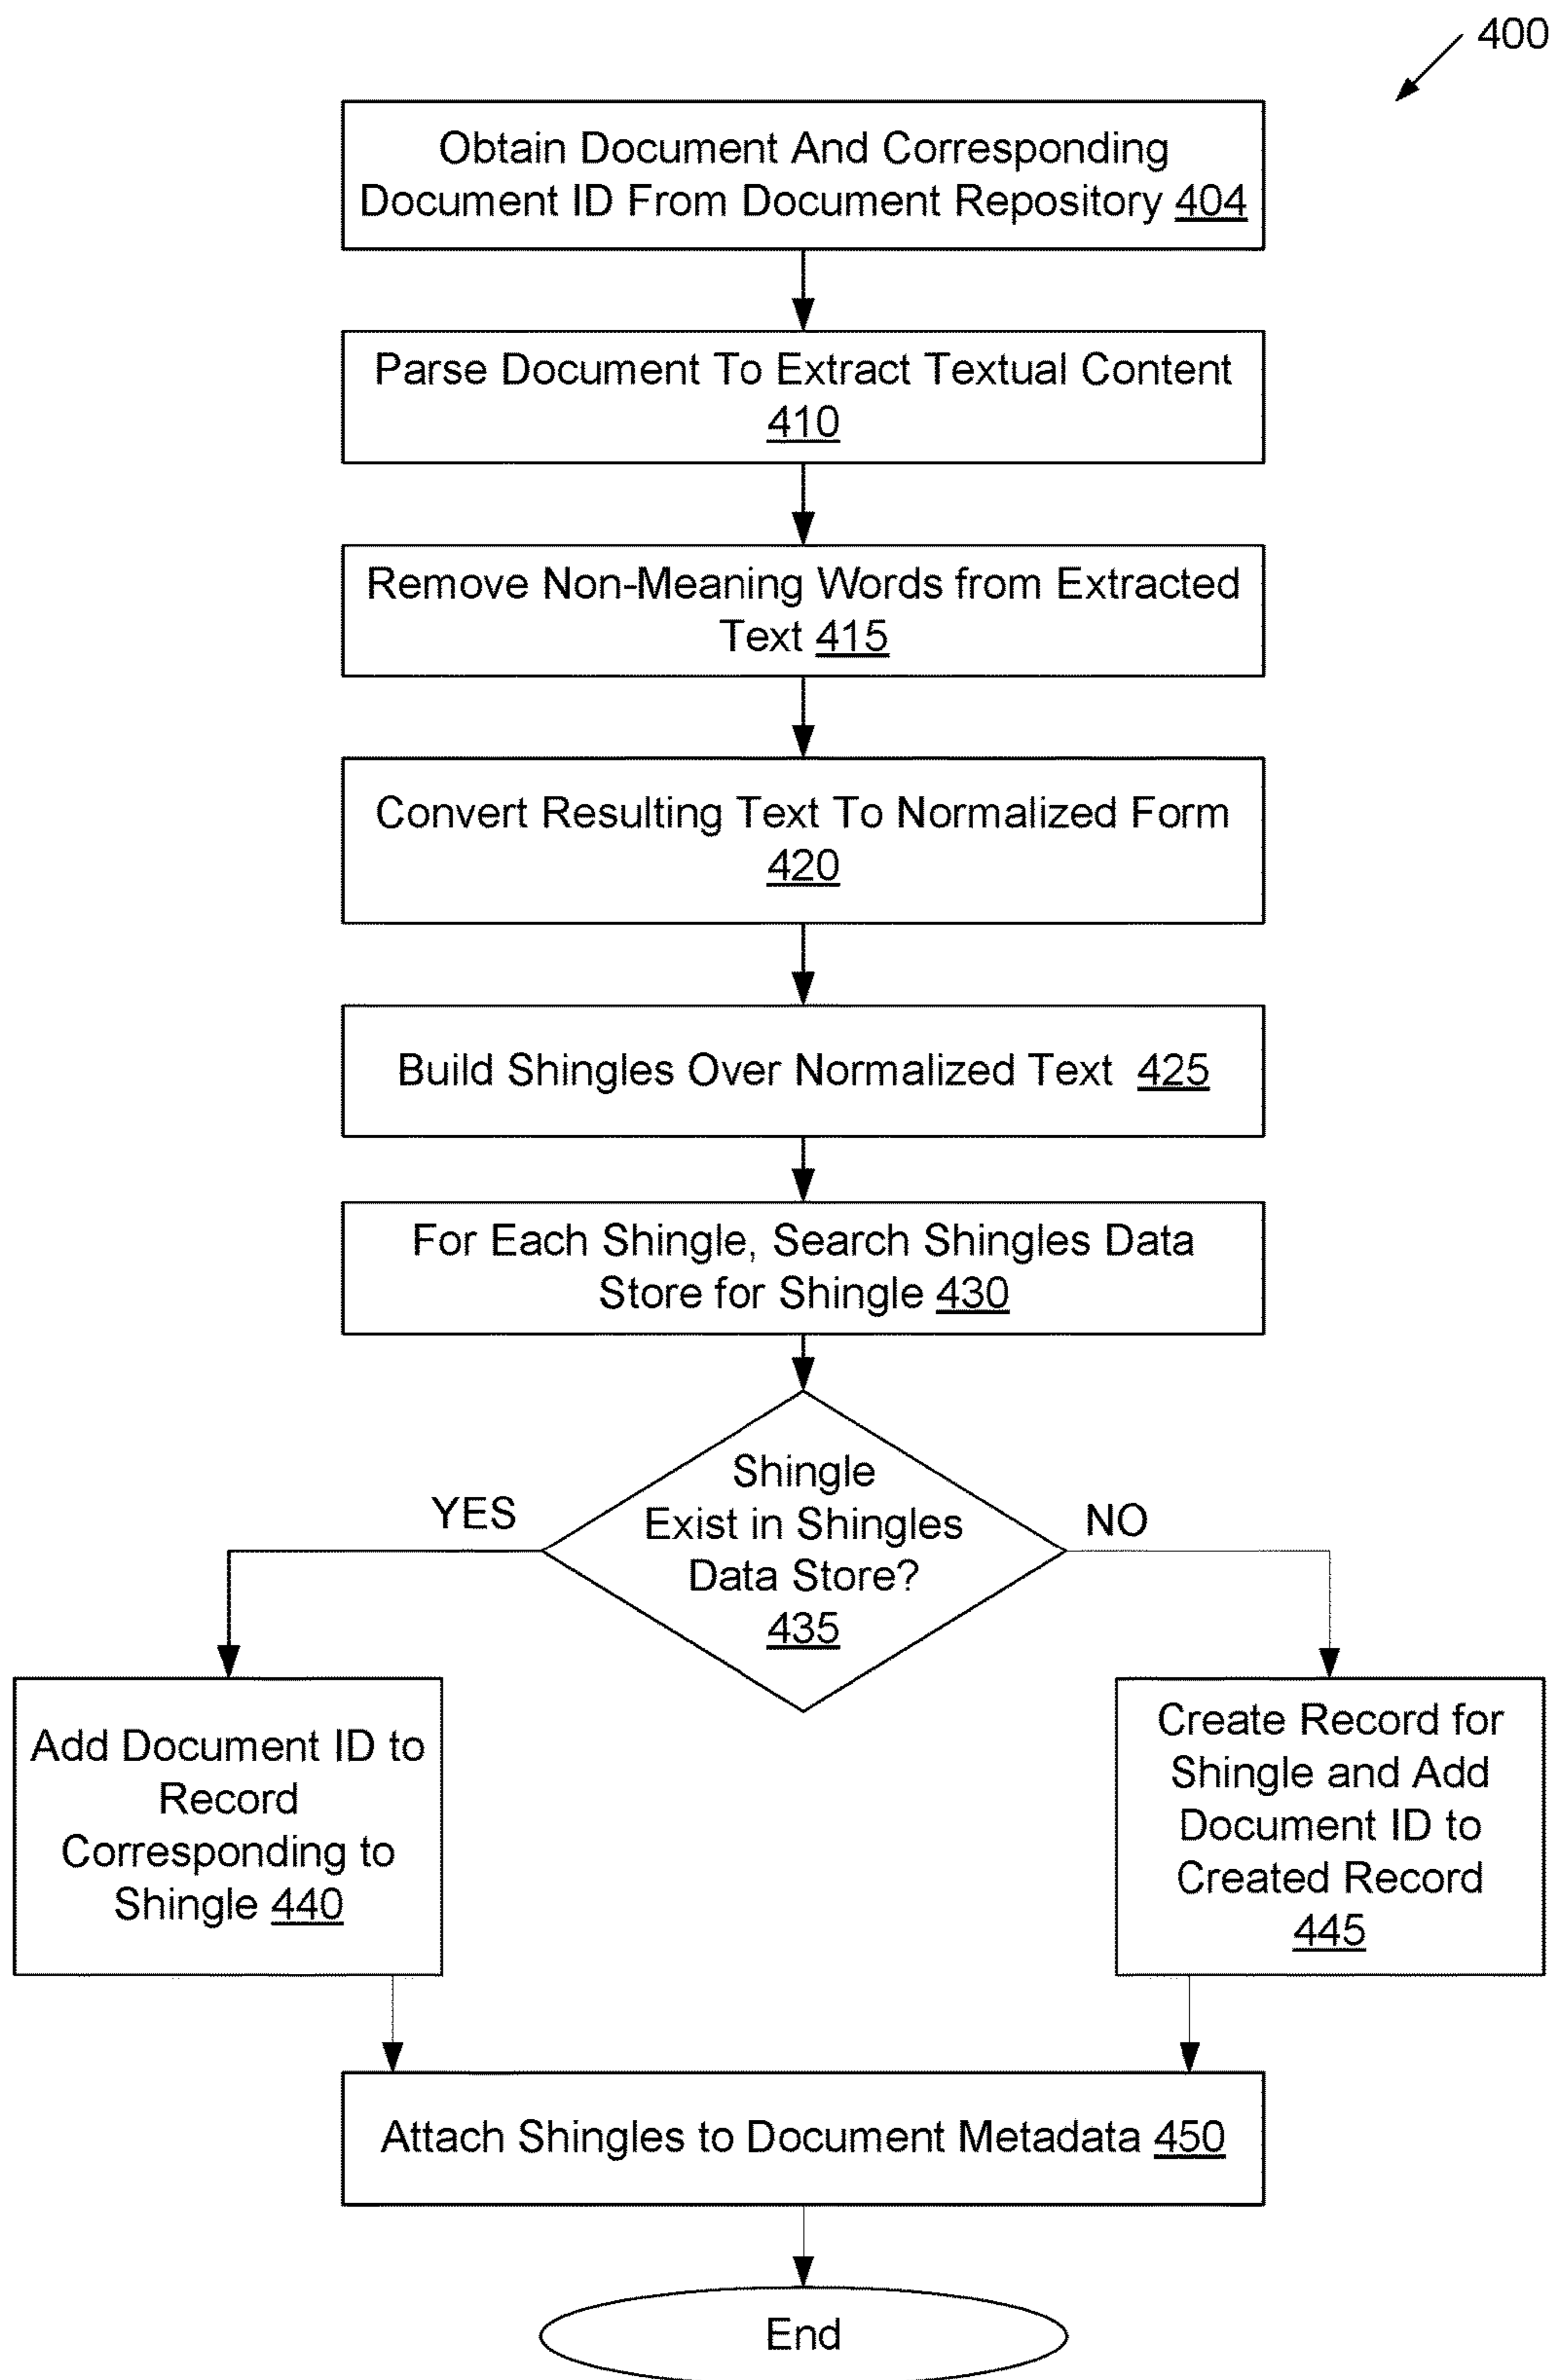 400
Obtain Document And Corresponding
Document ID From Document Repository 404
Parse Document To Extract Textual Content
410
Remove Non-Meaning Words from Extracted
Text 415
Convert Resulting Text To Normalized Form
420
Build Shingles Over Normalized Text 425
For Each Shingle, Search Shingles Data
Store for Shingle 430
Shingle
Exist in Shingles
Data Store?
435
YES
NO
Add Document ID to
Record
Corresponding to
Shingle 440
Create Record for
Shingle and Add
Document ID to
Created Record
445
Attach Shingles to Document Metadata 450
End